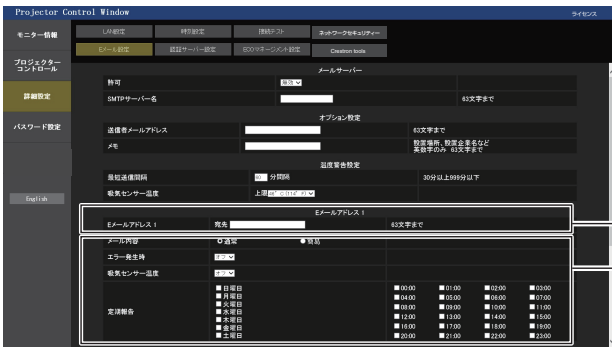 Projector Control Window
ライセンス
モニター情報
プロジェクター
コントロール
詳細設定
パスワード設定
English
LAN設定
時刻設定
接続テスト
ネットワークセキュリティー
Eメール設定
認証サーバー設定
ECOマネージメント設定
Crestron tools
メールサーバー
許可
無効
SMTPサーバー名
63文字まで
オプション設定
送信者メールアドレス
63文字まで
メモ
設置場所、設置企業名など
英数字のみ 63文字まで
温度警告設定
最短送信間隔
60 分間隔
30分以上999分以下
吸気センサー温度
上限 46°C(114°F)
Eメールアドレス 1
Eメールアドレス 1
宛先
63文字まで
メール内容
通常
簡易
エラー発生時
オフ
吸気センサー温度
オフ
定期報告
日曜日
月曜日
火曜日
水曜日
木曜日
金曜日
土曜日
00:00 01:00 02:00 03:00
04:00 05:00 06:00 07:00
08:00 09:00 10:00 11:00
12:00 13:00 14:00 15:00
16:00 17:00 18:00 19:00
20:00 21:00 22:00 23:00